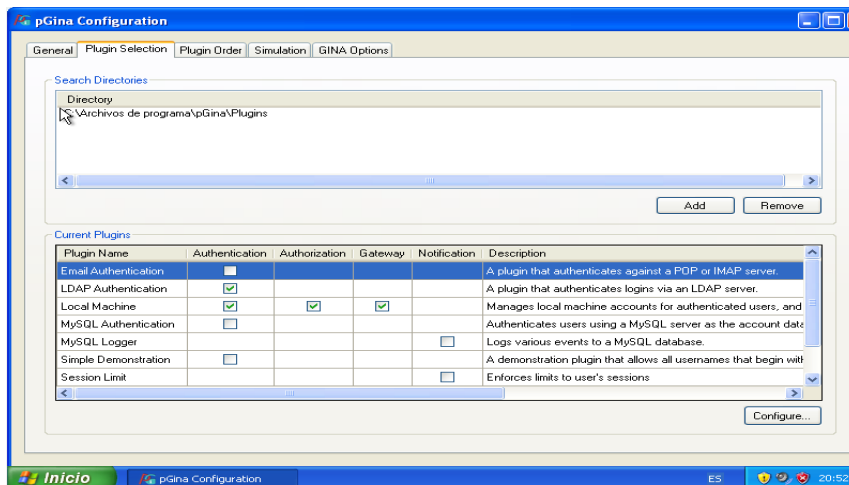 pGina Configuration
General Plugin Selection Plugin Order Simulation GINA Options
Search Directories
Directory
:\Archivos de programa\pGina\Plugins
Add Remove
Current Plugins
Plugin Name Authentication Authorization Gateway Notification Description
Email Authentication A plugin that authenticates against a POP or IMAP server.
LDAP Authentication A plugin that authenticates logins via an LDAP server.
Local Machine Manages local machine accounts for authenticated users, and
MySQL Authentication Authenticates users using a MySQL server as the account data
MySQL Logger Logs various events to a MySQL database.
Simple Demonstration A demonstration plugin that allows all usernames that begin with
Session Limit Enforces limits to user's sessions
Configure...
Inicio pGina Configuration ES 20:52